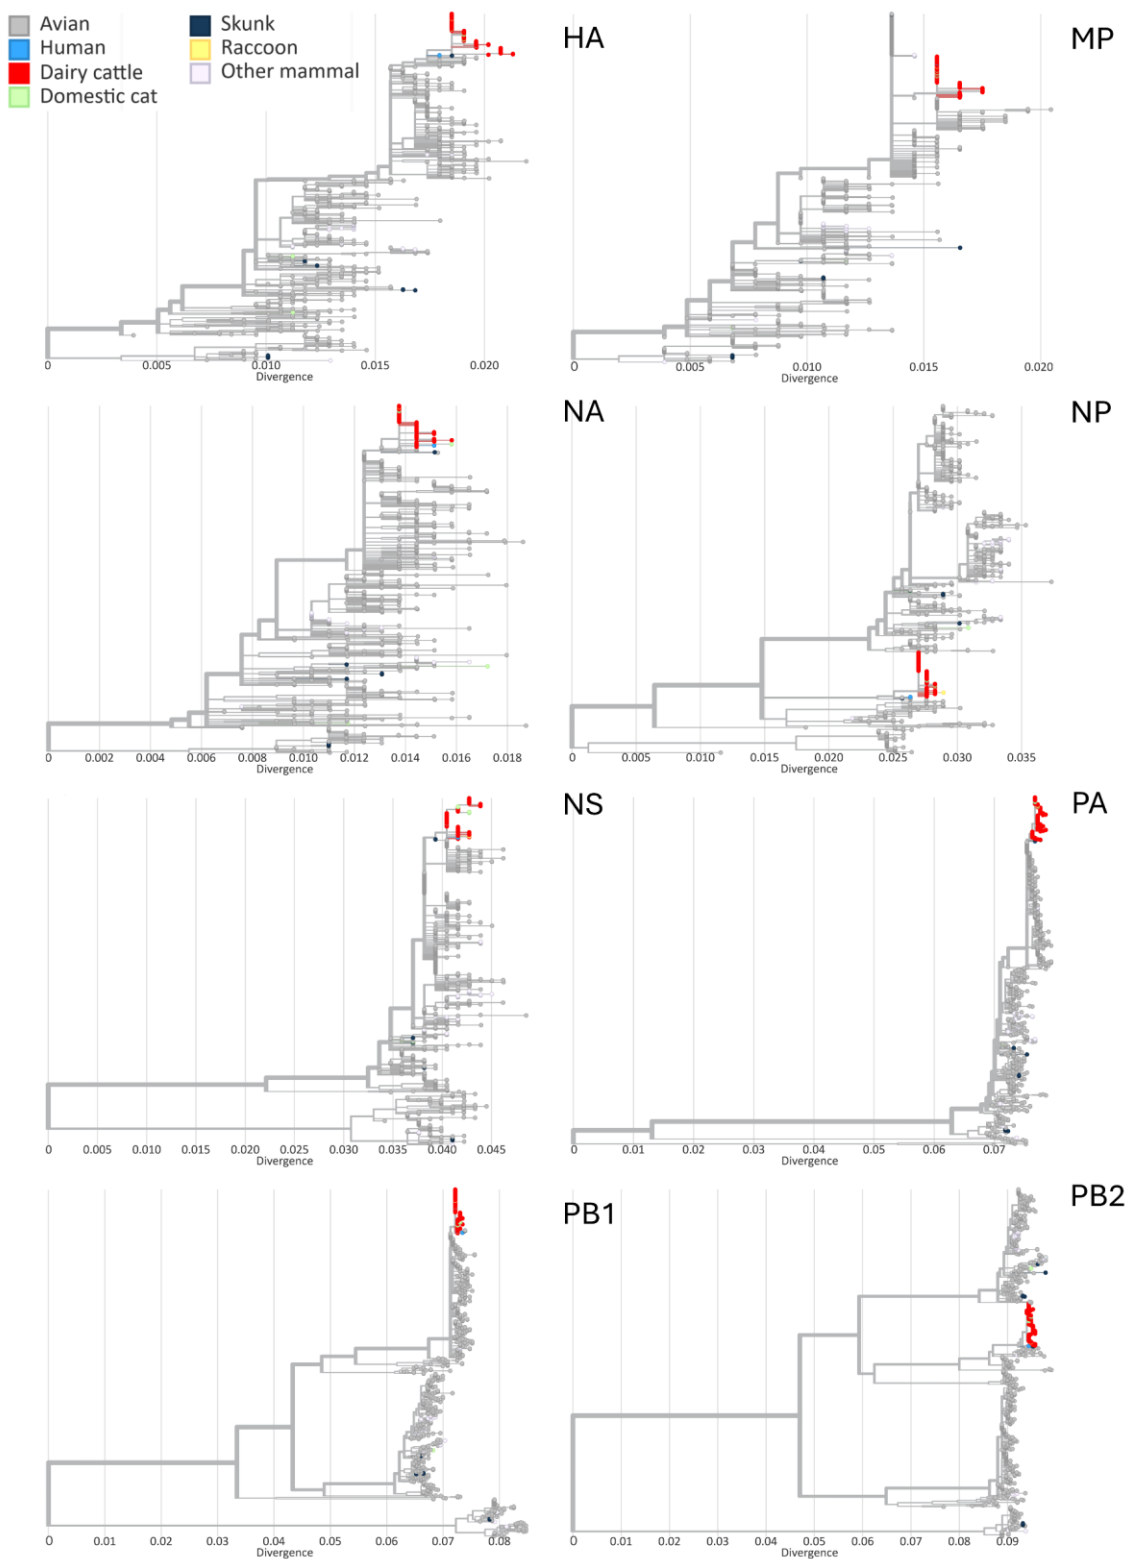 Avian
Human
Dairy cattle
Domestic cat
Skunk
Raccoon
Other mammal
HA
0 0.005 0.010 0.015 0.020
Divergence
MP
0 0.005 0.010 0.015 0.020
Divergence
NA
0 0.002 0.004 0.006 0.008 0.010 0.012 0.014 0.016 0.018
Divergence
NP
0 0.005 0.010 0.015 0.020 0.025 0.030 0.035
Divergence
NS
0 0.005 0.010 0.015 0.020 0.025 0.030 0.035 0.040 0.045
Divergence
PA
0 0.01 0.02 0.03 0.04 0.05 0.06 0.07
Divergence
PB1
0 0.01 0.02 0.03 0.04 0.05 0.06 0.07 0.08
Divergence
PB2
0 0.01 0.02 0.03 0.04 0.05 0.06 0.07 0.08 0.09
Divergence